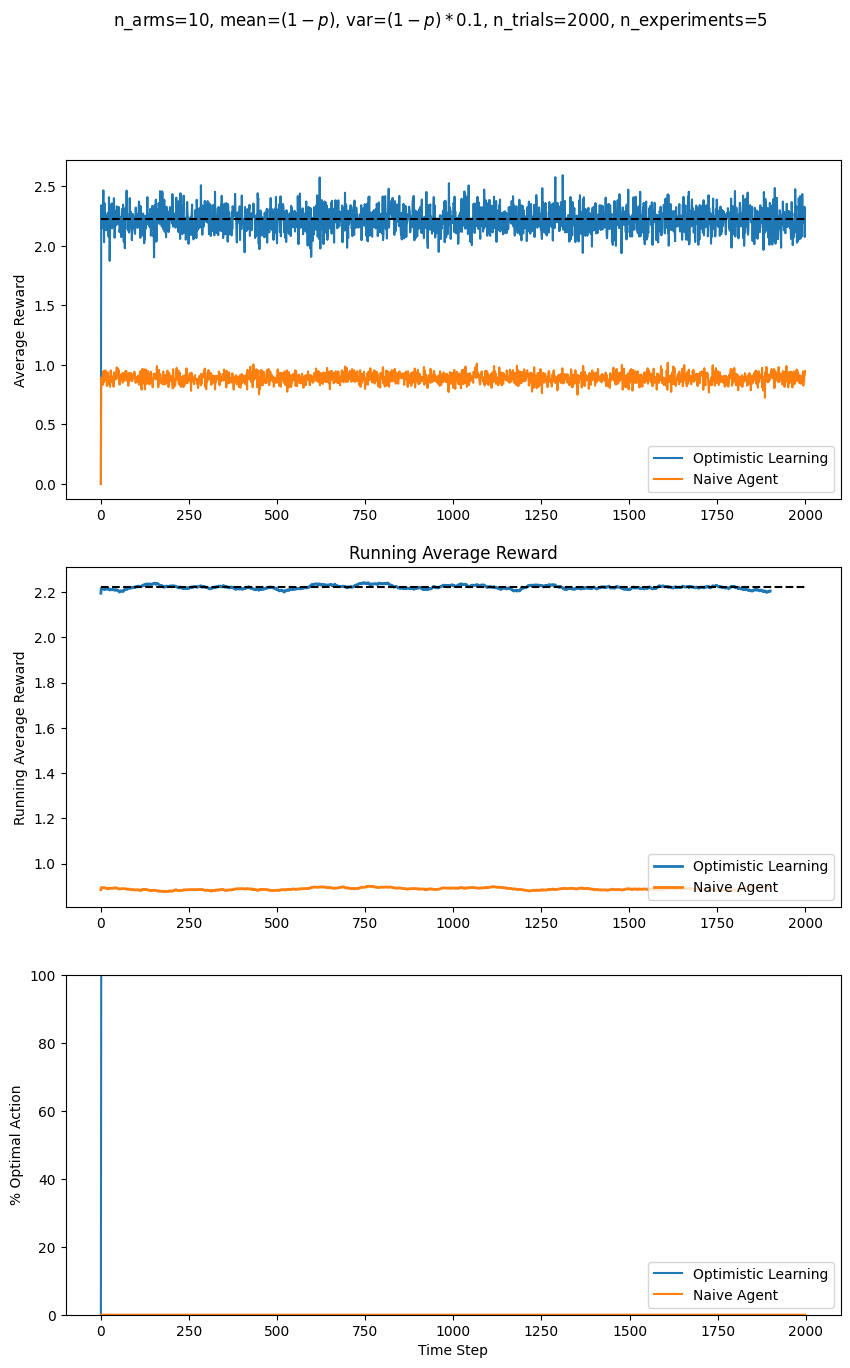 n_arms=10, mean=(1 − p), var=(1 − p) * 0.1, n_trials=2000, n_experiments=5
2.5
2.0
1.5
1.0
0.5
0.0
Average Reward
Optimistic Learning
Naive Agent
0 250 500 750 1000 1250 1500 1750 2000
Running Average Reward
2.2
2.0
1.8
1.6
1.4
1.2
1.0
Running Average Reward
Optimistic Learning
Naive Agent
0 250 500 750 1000 1250 1500 1750 2000
100
80
60
40
20
0
% Optimal Action
Optimistic Learning
Naive Agent
0 250 500 750 1000 1250 1500 1750 2000
Time Step